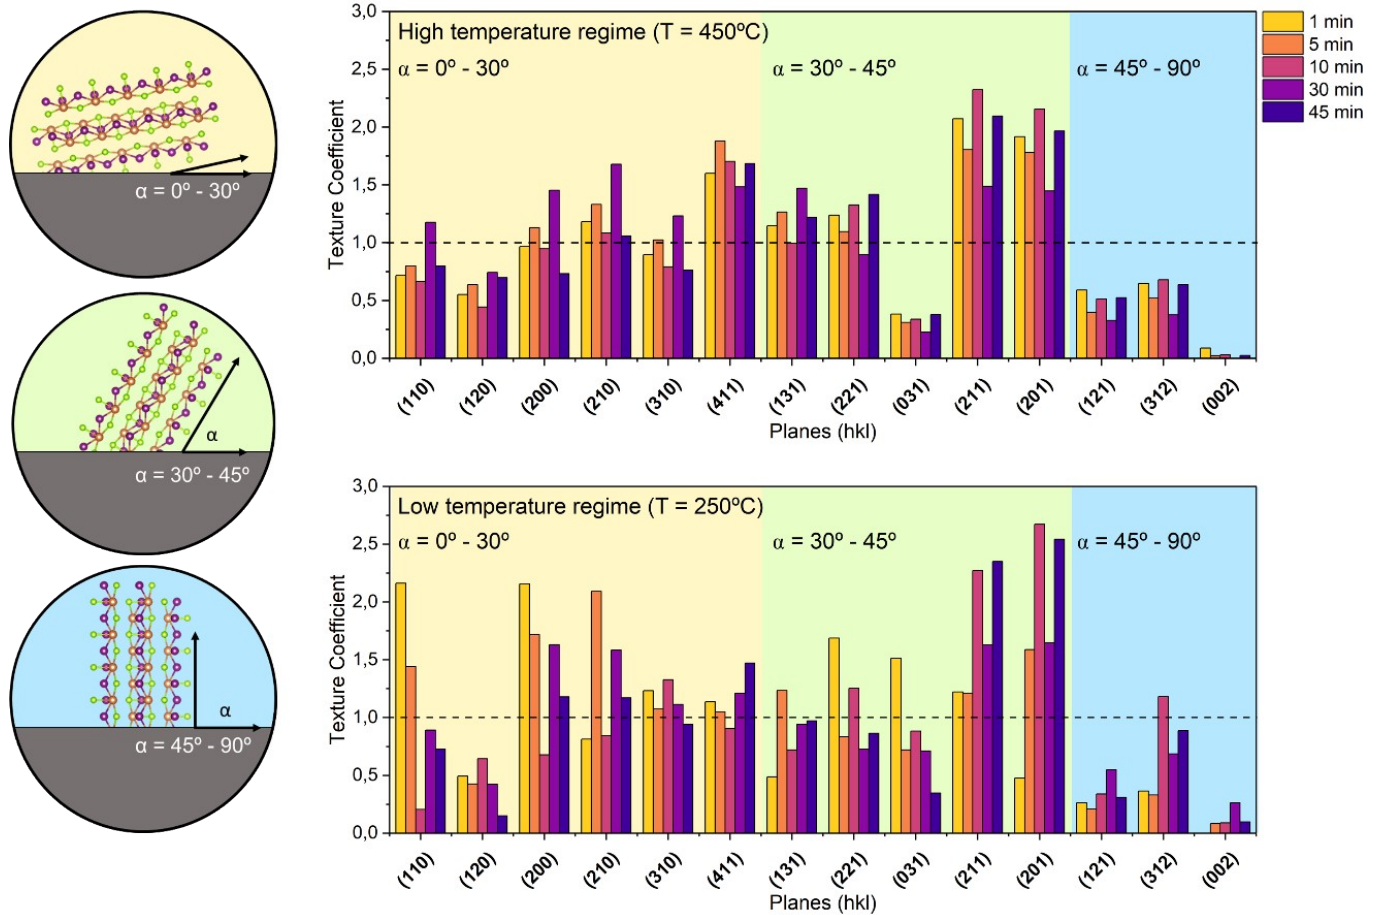 α = 0º - 30º
α
α = 30º - 45º
α
α = 45º - 90º
High temperature regime (T = 450ºC)
α = 0º - 30º
α = 30º - 45º
α = 45º - 90º
Texture Coefficient
3,0
2,5
2,0
1,5
1,0
0,5
0,0
(110)
(120)
(200)
(210)
(310)
(411)
(131)
(221)
(031)
(211)
(201)
(121)
(312)
(002)
Planes (hkl)
1 min
5 min
10 min
30 min
45 min
Low temperature regime (T = 250ºC)
α = 0º - 30º
α = 30º - 45º
α = 45º - 90º
Texture Coefficient
3,0
2,5
2,0
1,5
1,0
0,5
0,0
(110)
(120)
(200)
(210)
(310)
(411)
(131)
(221)
(031)
(211)
(201)
(121)
(312)
(002)
Planes (hkl)